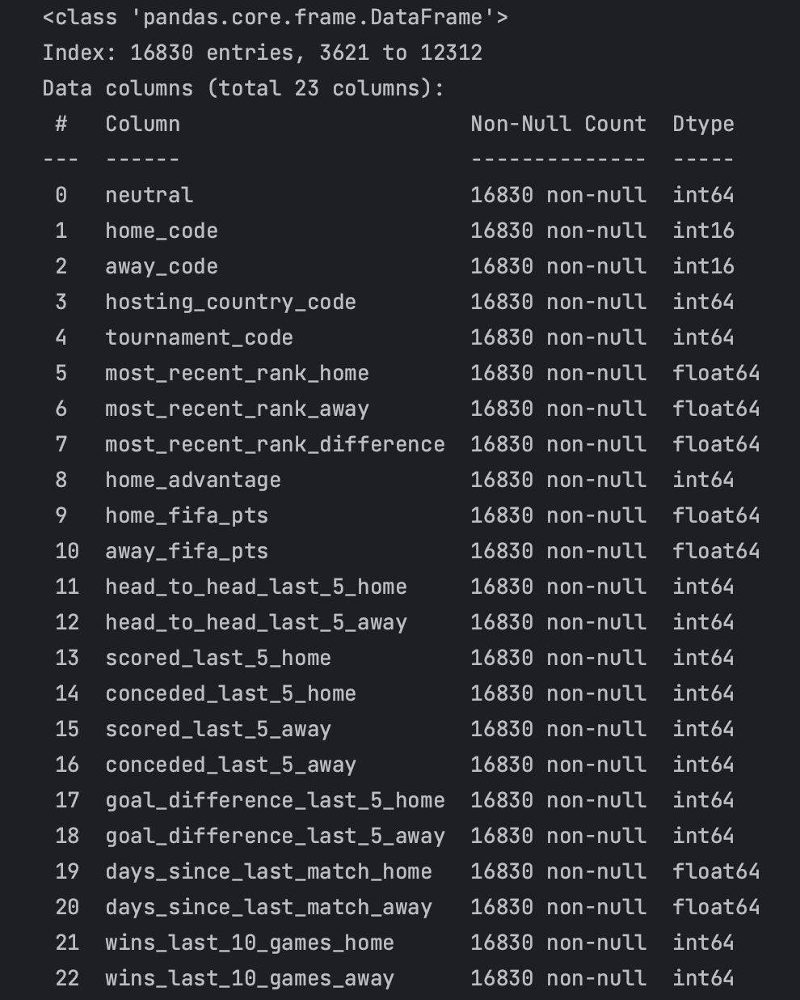 <class 'pandas.core.frame.DataFrame'>
Index: 16830 entries, 3621 to 12312
Data columns (total 23 columns):
 #   Column                       Non-Null Count  Dtype
---  ------                       --------------  -----
 0   neutral                      16830 non-null  int64
 1   home_code                    16830 non-null  int16
 2   away_code                    16830 non-null  int16
 3   hosting_country_code         16830 non-null  int64
 4   tournament_code              16830 non-null  int64
 5   most_recent_rank_home        16830 non-null  float64
 6   most_recent_rank_away        16830 non-null  float64
 7   most_recent_rank_difference  16830 non-null  float64
 8   home_advantage               16830 non-null  int64
 9   home_fifa_pts                16830 non-null  float64
 10  away_fifa_pts                16830 non-null  float64
 11  head_to_head_last_5_home     16830 non-null  int64
 12  head_to_head_last_5_away     16830 non-null  int64
 13  scored_last_5_home           16830 non-null  int64
 14  conceded_last_5_home         16830 non-null  int64
 15  scored_last_5_away           16830 non-null  int64
 16  conceded_last_5_away         16830 non-null  int64
 17  goal_difference_last_5_home  16830 non-null  int64
 18  goal_difference_last_5_away  16830 non-null  int64
 19  days_since_last_match_home   16830 non-null  float64
 20  days_since_last_match_away   16830 non-null  float64
 21  wins_last_10_games_home      16830 non-null  int64
 22  wins_last_10_games_away      16830 non-null  int64